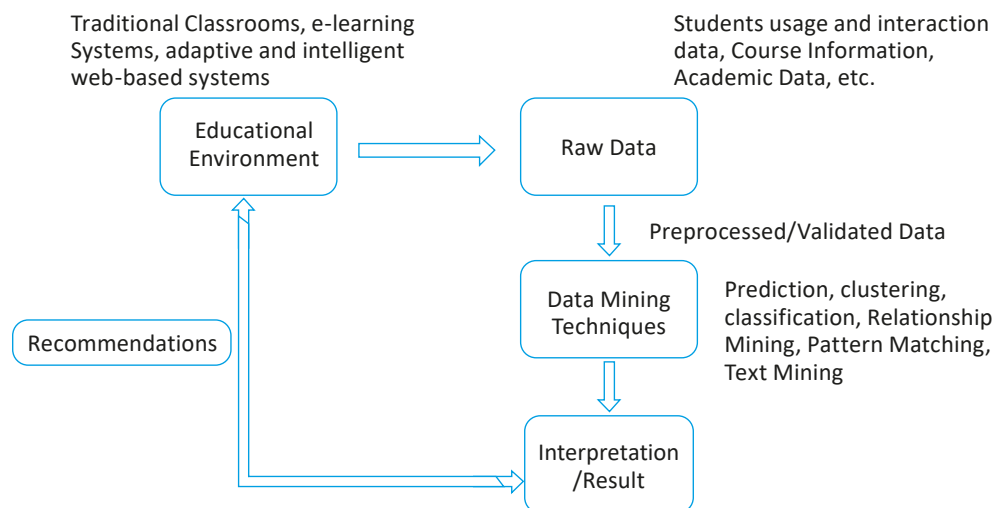 Traditional Classrooms, e-learning
Systems, adaptive and intelligent
web-based systems
Students usage and interaction
data, Course Information,
Academic Data, etc.
Educational
Environment
Raw Data
Preprocessed/Validated Data
Data Mining
Techniques
Prediction, clustering,
classification, Relationship
Mining, Pattern Matching,
Text Mining
Recommendations
Interpretation
/Result